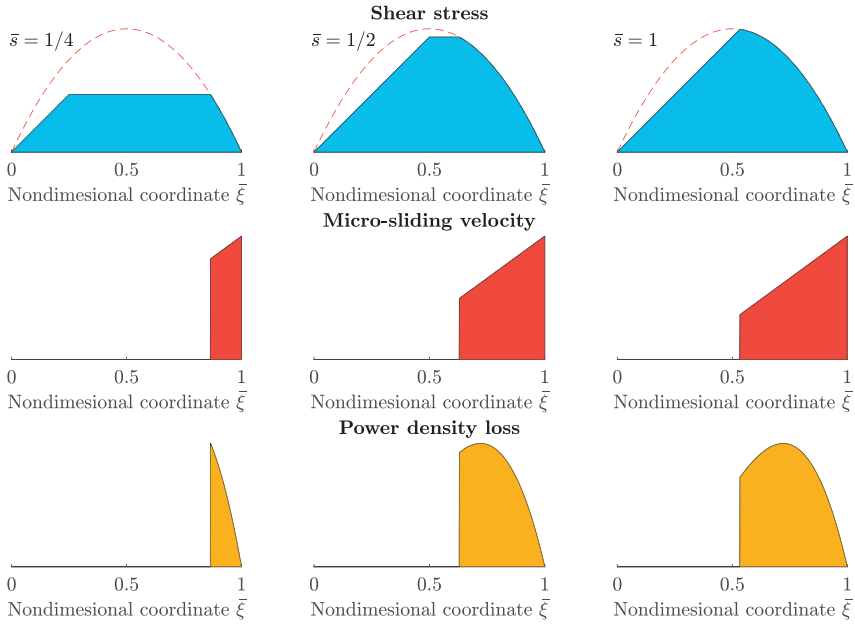 Shear stress
s̄ = 1/4
s̄ = 1/2
s̄ = 1
0 0.5 1 0 0.5 1 0 0.5 1
Nondimesional coordinate ξ̄ Nondimesional coordinate ξ̄ Nondimesional coordinate ξ̄
Micro-sliding velocity
0 0.5 1 0 0.5 1 0 0.5 1
Nondimesional coordinate ξ̄ Nondimesional coordinate ξ̄ Nondimesional coordinate ξ̄
Power density loss
0 0.5 1 0 0.5 1 0 0.5 1
Nondimesional coordinate ξ̄ Nondimesional coordinate ξ̄ Nondimesional coordinate ξ̄